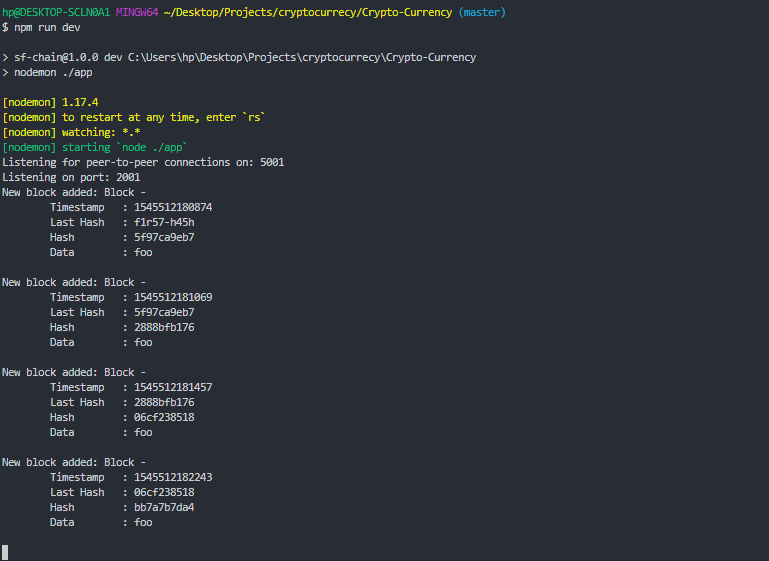 hp@DESKTOP-SCLN0A1 MINGW64 ~/Desktop/Projects/cryptocurrecy/Crypto-Currency (master)
$ npm run dev

> sf-chain@1.0.0 dev C:\Users\hp\Desktop\Projects\cryptocurrecy\Crypto-Currency
> nodemon ./app

[nodemon] 1.17.4
[nodemon] to restart at any time, enter `rs`
[nodemon] watching: *.*
[nodemon] starting `node ./app`
Listening for peer-to-peer connections on: 5001
Listening on port: 2001
New block added: Block -
        Timestamp   : 1545512180874
        Last Hash   : f1r57-h45h
        Hash        : 5f97ca9eb7
        Data        : foo

New block added: Block -
        Timestamp   : 1545512181069
        Last Hash   : 5f97ca9eb7
        Hash        : 2888bfb176
        Data        : foo

New block added: Block -
        Timestamp   : 1545512181457
        Last Hash   : 2888bfb176
        Hash        : 06cf238518
        Data        : foo

New block added: Block -
        Timestamp   : 1545512182243
        Last Hash   : 06cf238518
        Hash        : bb7a7b7da4
        Data        : foo